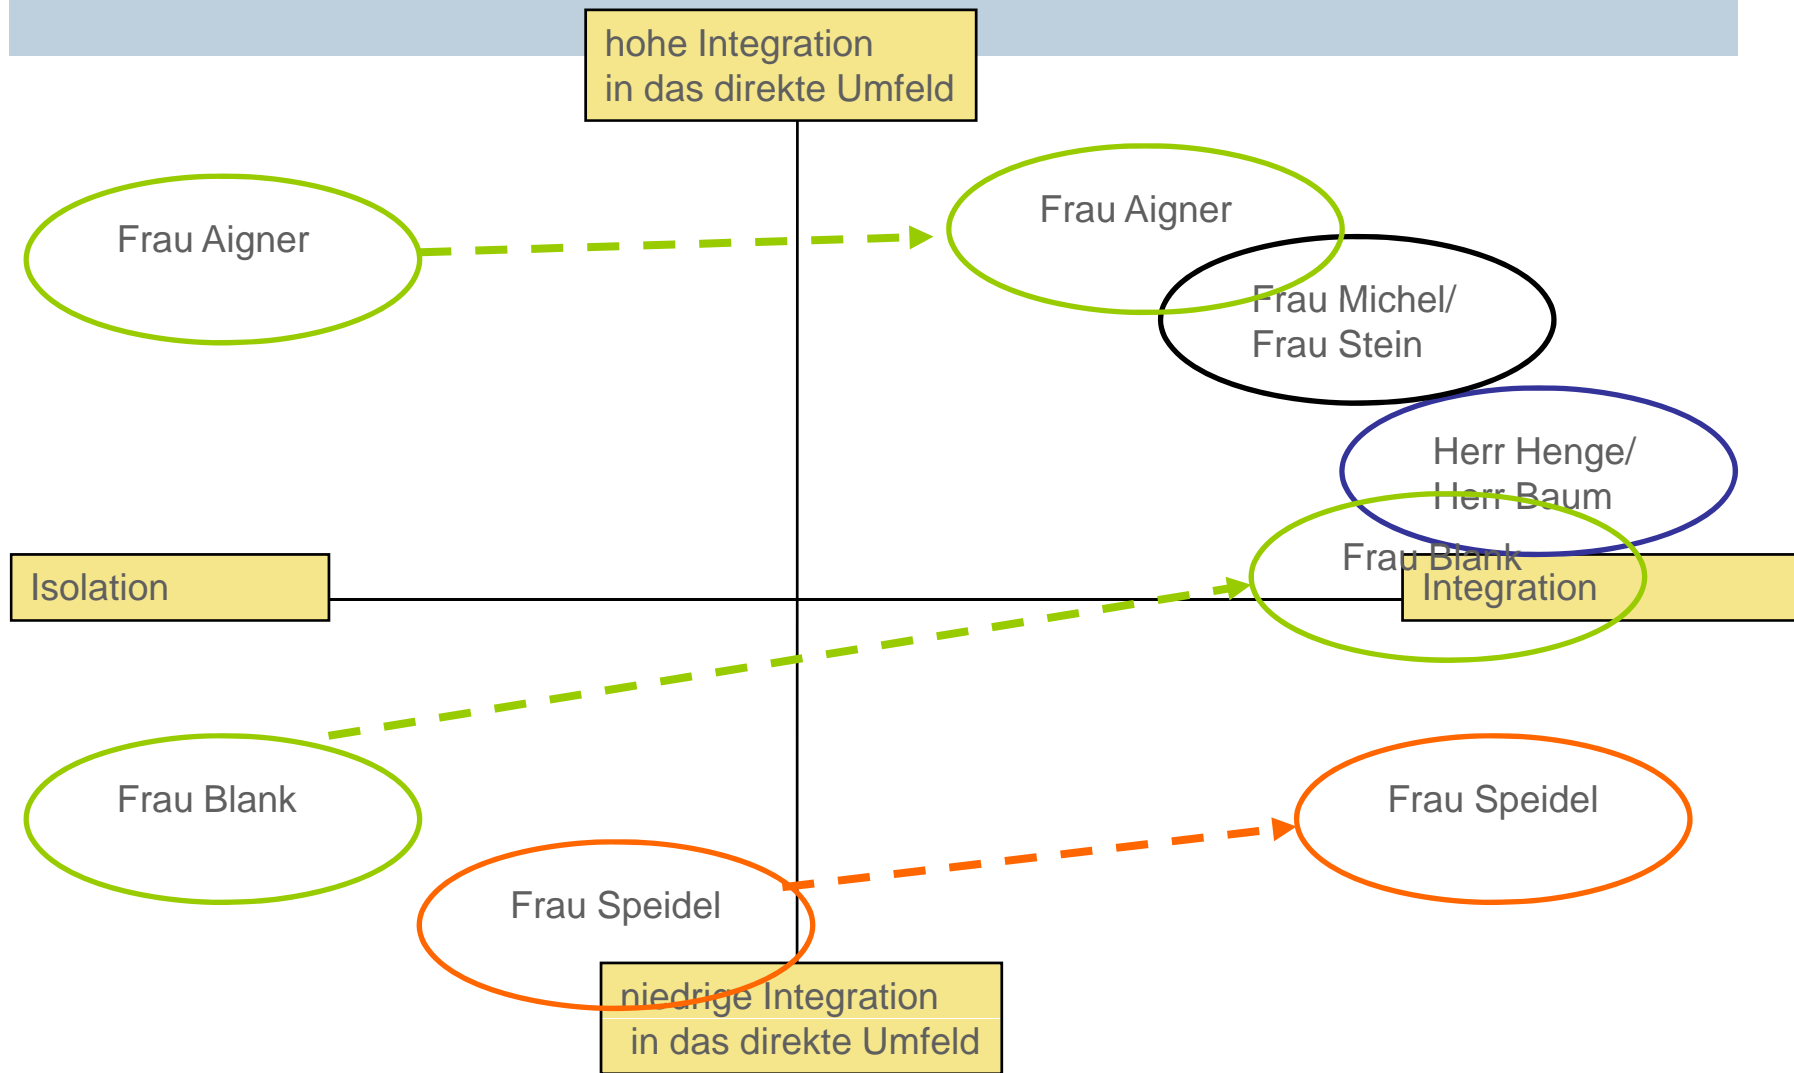 hohe Integration
in das direkte Umfeld
Frau Aigner
Frau Aigner
Frau Michel/
Frau Stein
Herr Henge/
Herr Baum
Frau Blank
Isolation
Integration
Frau Blank
Frau Speidel
Frau Speidel
niedrige Integration
in das direkte Umfeld